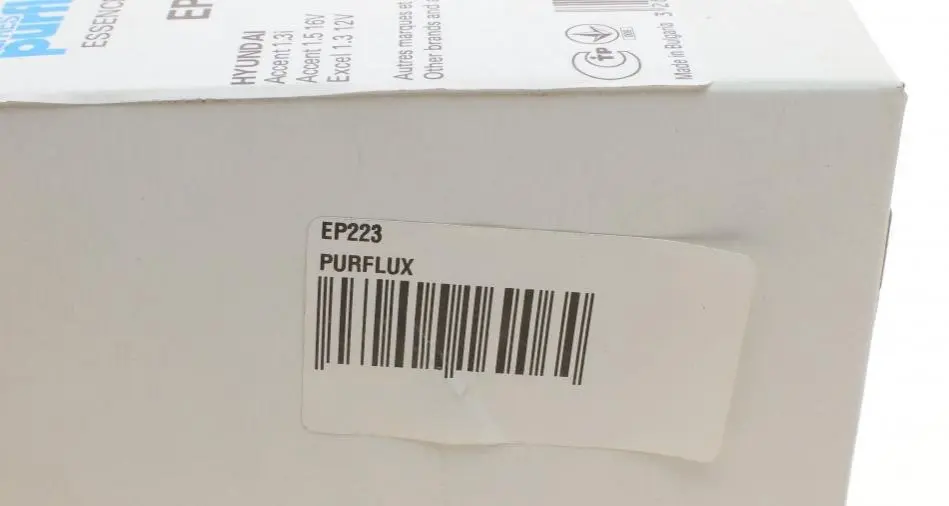 ESSENC
EP
HYUNDAI
Accent 1.3i
Accent 1.5 16V
Excel 1.3 12V
Autres marques et
Other brands and
Made in Bulgaria
EP223
PURFLUX